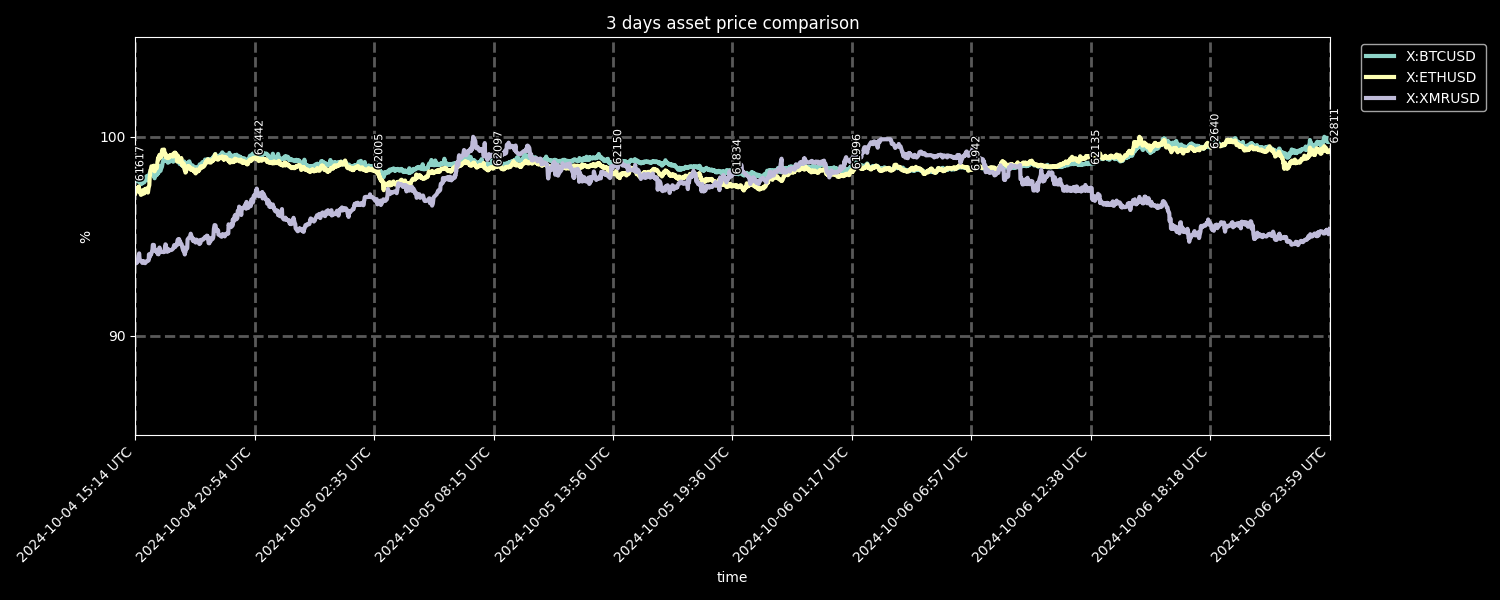 3 days asset price comparison
X:BTCUSD
X:ETHUSD
X:XMRUSD
100
90
%
61617
62442
62005
62097
62150
61834
61996
61942
62135
62640
62811
2024-10-04 15:14 UTC
2024-10-04 20:54 UTC
2024-10-05 02:35 UTC
2024-10-05 08:15 UTC
2024-10-05 13:56 UTC
2024-10-05 19:36 UTC
2024-10-06 01:17 UTC
2024-10-06 06:57 UTC
2024-10-06 12:38 UTC
2024-10-06 18:18 UTC
2024-10-06 23:59 UTC
time